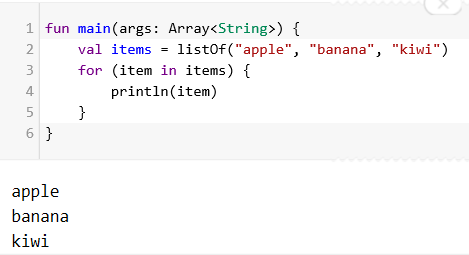 1 fun main(args: Array<String>) {
2     val items = listOf("apple", "banana", "kiwi")
3     for (item in items) {
4         println(item)
5     }
6 }
apple
banana
kiwi